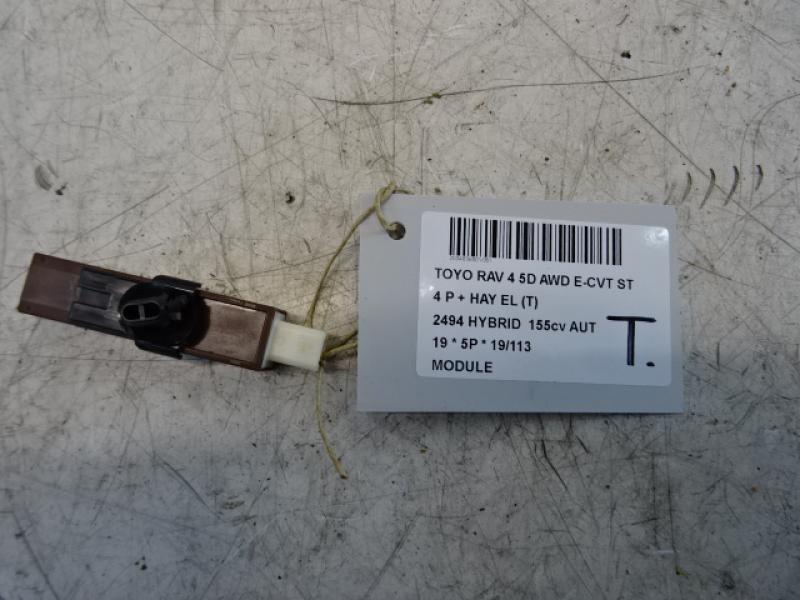 TOYO RAV 4 5D AWD E-CVT ST
4 P + HAY EL (T)
2494 HYBRID 155cv AUT
19 * 5P * 19/113
MODULE
T.